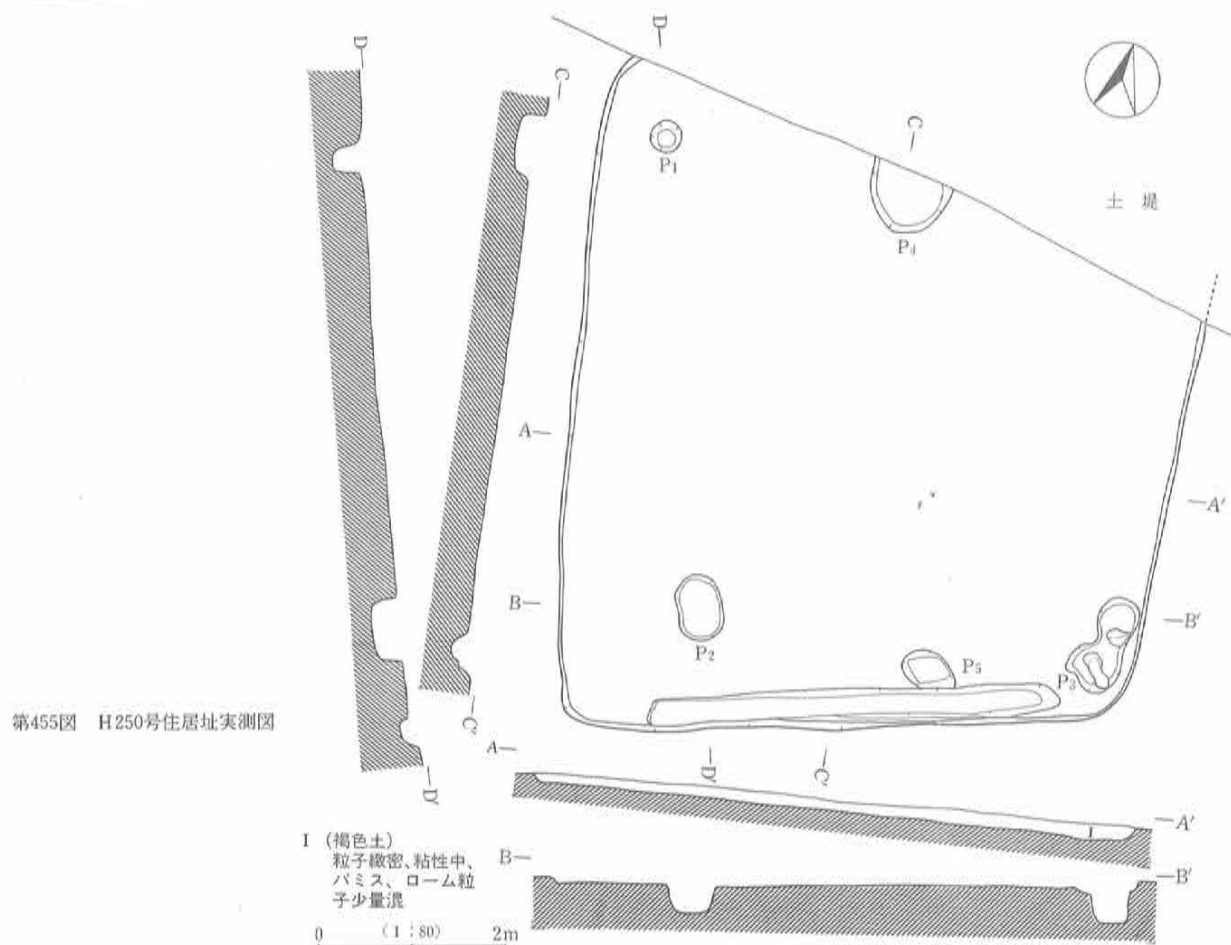 D
C
D
C
P1
P4
土堤
A—
—A′
B—
—B′
P2
P5
P3
第455図 H250号住居址実測図
C′
A—
D′
C′
D′
—A′
I
I (褐色土)
粒子緻密、粘性中、
パミス、ローム粒
子少量混
B—
—B′
0 (1:80) 2m